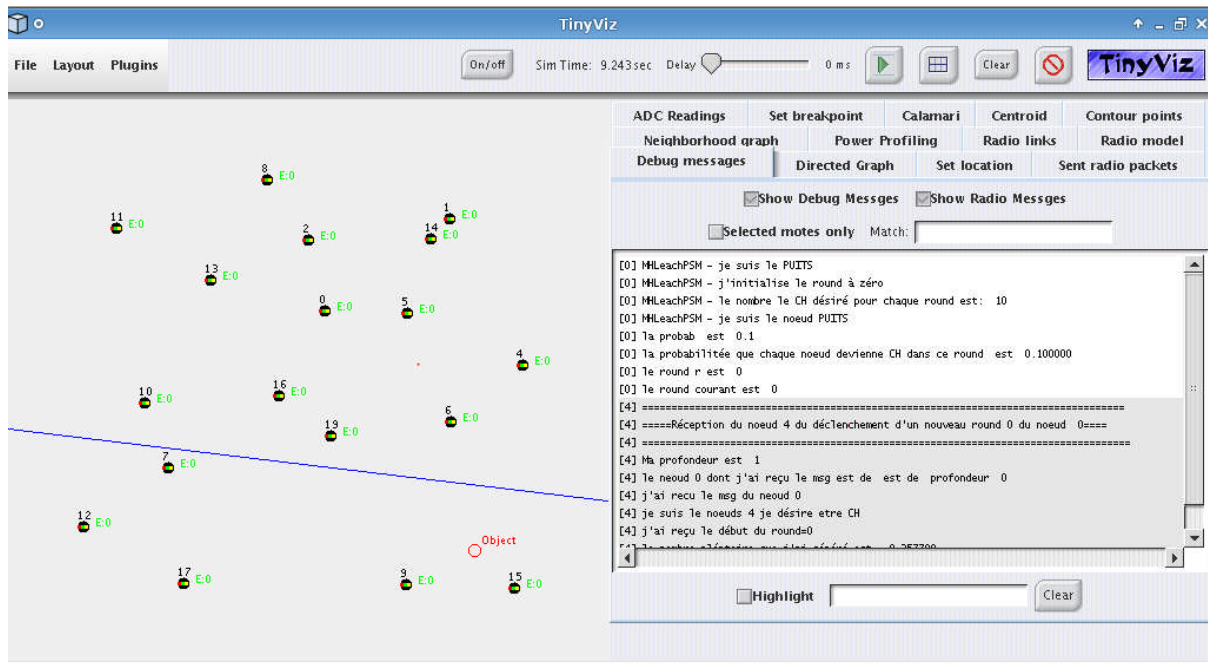 TinyViz
File Layout Plugins
On/off Sim Time: 9.243sec Delay 0 ms Clear TinyViz
ADC Readings Set breakpoint Calamari Centroid Contour points
Neighborhood graph Power Profiling Radio links Radio model
Debug messages Directed Graph Set location Sent radio packets
Show Debug Messges Show Radio Messges
Selected motes only Match:
[0] MHLeachPSM - je suis le PUITS
[0] MHLeachPSM - j'initialise le round à zéro
[0] MHLeachPSM - le nombre le CH désiré pour chaque round est: 10
[0] MHLeachPSM - je suis le noeud PUITS
[0] la probab est 0.1
[0] la probabilitée que chaque noeud devienne CH dans ce round est 0.100000
[0] le round r est 0
[0] le round courant est 0
[4] ====================================================================================
[4] =====Réception du noeud 4 du déclenchement d'un nouveau round 0 du noeud 0====
[4] =====================================================================================
[4] Ma profondeur est 1
[4] le neoud 0 dont j'ai reçu le msg est de est de profondeur 0
[4] j'ai recu le msg du neoud 0
[4] je suis le noeuds 4 je désire etre CH
[4] j'ai reçu le début du round=0
Highlight Clear
8 E:0
11 E:0
1 E:0
2 E:0
14 E:0
13 E:0
0 E:0
5 E:0
4 E:0
10 E:0
16 E:0
6 E:0
19 E:0
7 E:0
12 E:0
Object
17 E:0
9 E:0
15 E:0